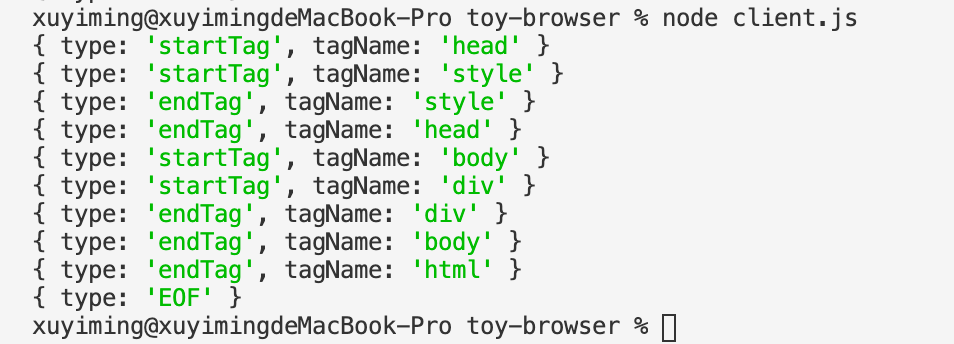 xuyiming@xuyimingdeMacBook-Pro toy-browser % node client.js
{ type: 'startTag', tagName: 'head' }
{ type: 'startTag', tagName: 'style' }
{ type: 'endTag', tagName: 'style' }
{ type: 'endTag', tagName: 'head' }
{ type: 'startTag', tagName: 'body' }
{ type: 'startTag', tagName: 'div' }
{ type: 'endTag', tagName: 'div' }
{ type: 'endTag', tagName: 'body' }
{ type: 'endTag', tagName: 'html' }
{ type: 'EOF' }
xuyiming@xuyimingdeMacBook-Pro toy-browser %